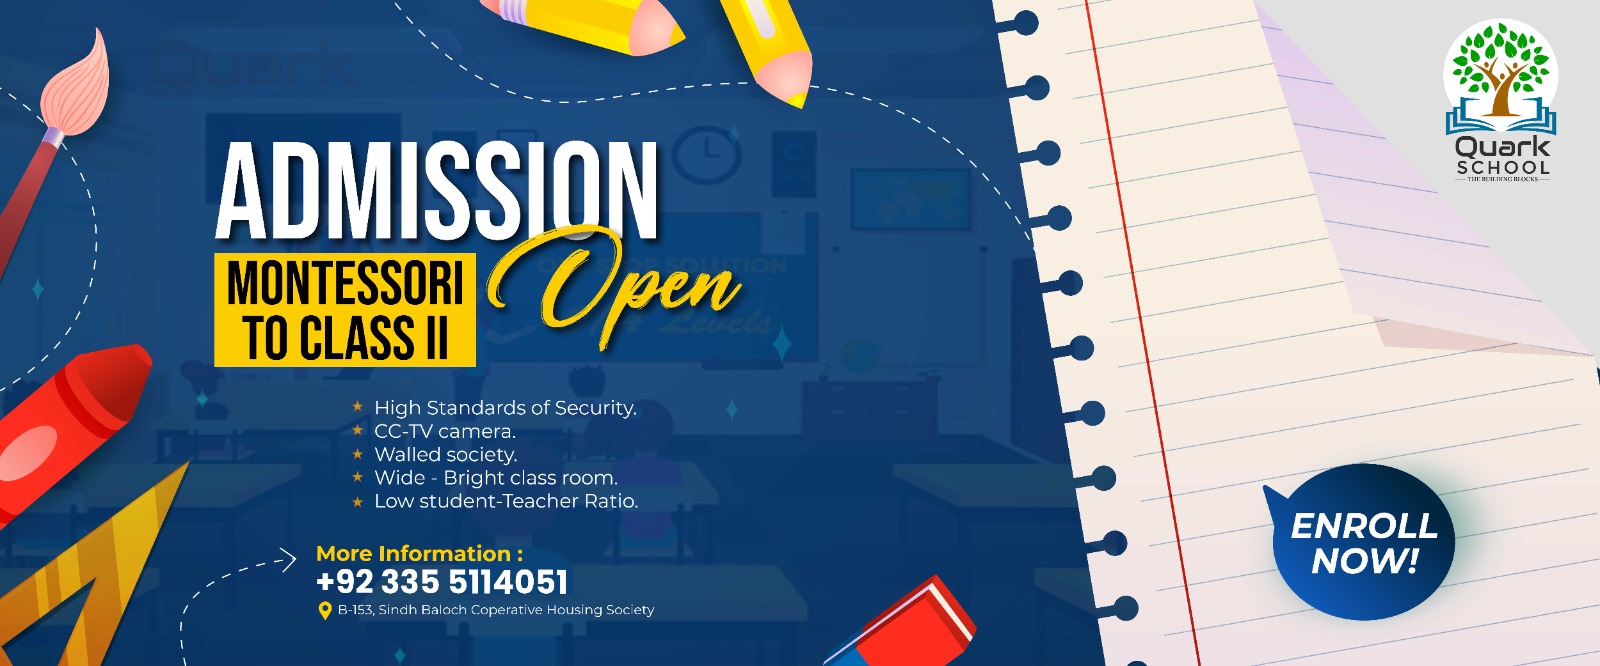 Quark
ADMISSION
Open
MONTESSORI
TO CLASS II
High Standards of Security.
CC-TV camera.
Walled society.
Wide - Bright class room.
Low student-Teacher Ratio.
More Information :
+92 335 5114051
B-153, Sindh Baloch Coperative Housing Society
Quark
SCHOOL
THE BUILDING BLOCKS
ENROLL
NOW!